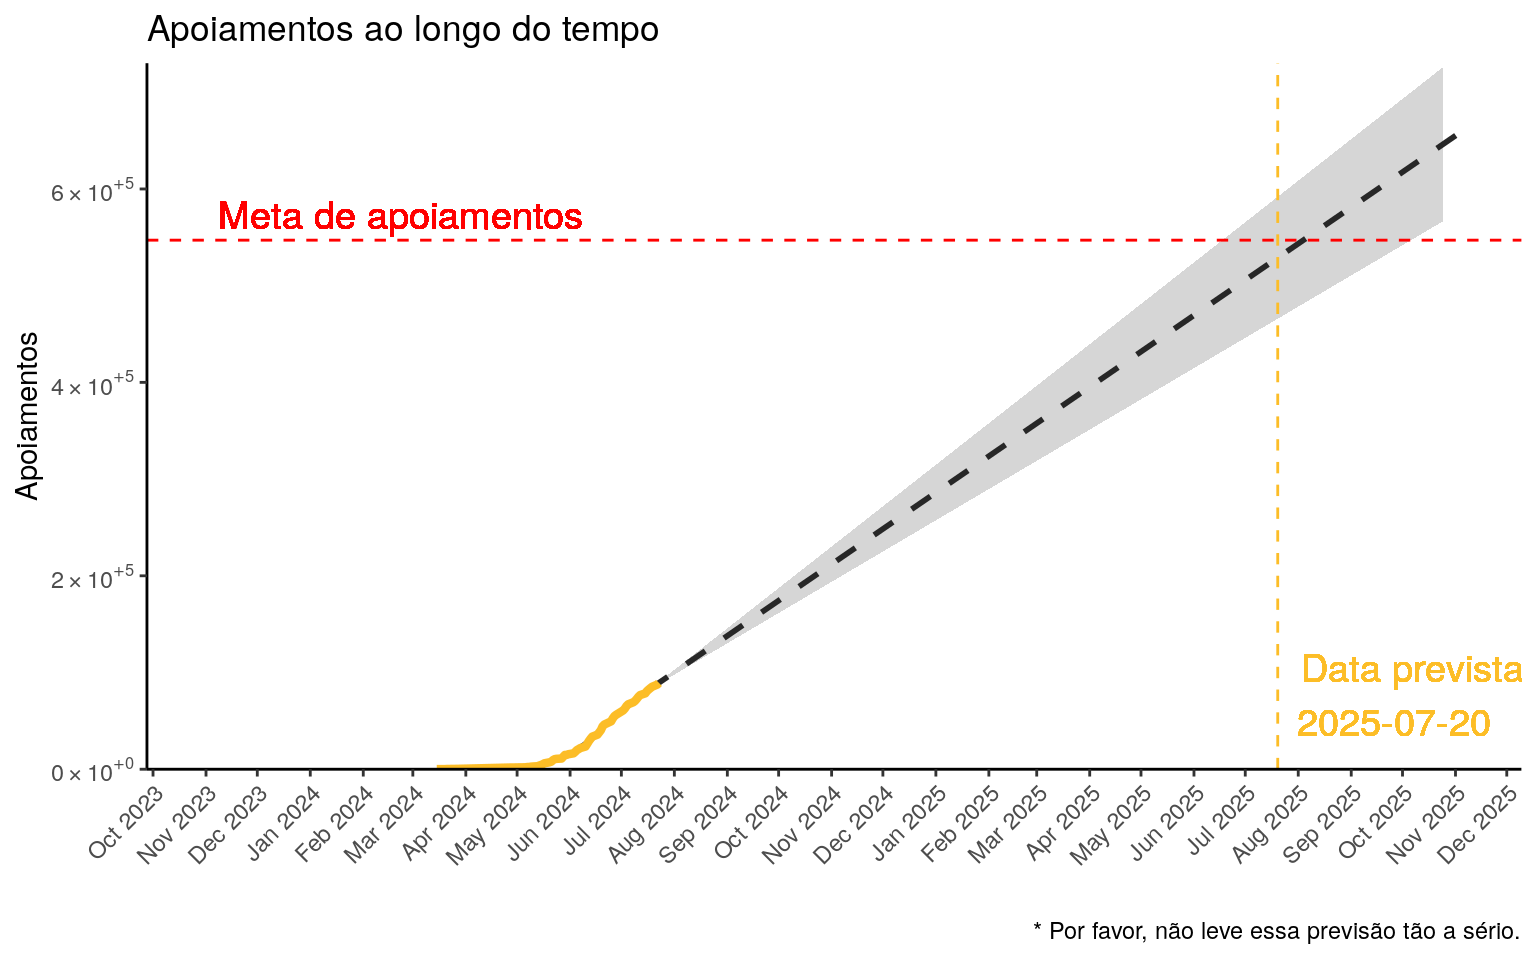 Apoiamentos ao longo do tempo
Apoiamentos
6 × 10⁺⁵
4 × 10⁺⁵
2 × 10⁺⁵
0 × 10⁺⁰
Meta de apoiamentos
Data prevista
2025-07-20
Oct 2023
Nov 2023
Dec 2023
Jan 2024
Feb 2024
Mar 2024
Apr 2024
May 2024
Jun 2024
Jul 2024
Aug 2024
Sep 2024
Oct 2024
Nov 2024
Dec 2024
Jan 2025
Feb 2025
Mar 2025
Apr 2025
May 2025
Jun 2025
Jul 2025
Aug 2025
Sep 2025
Oct 2025
Nov 2025
Dec 2025
* Por favor, não leve essa previsão tão a sério.